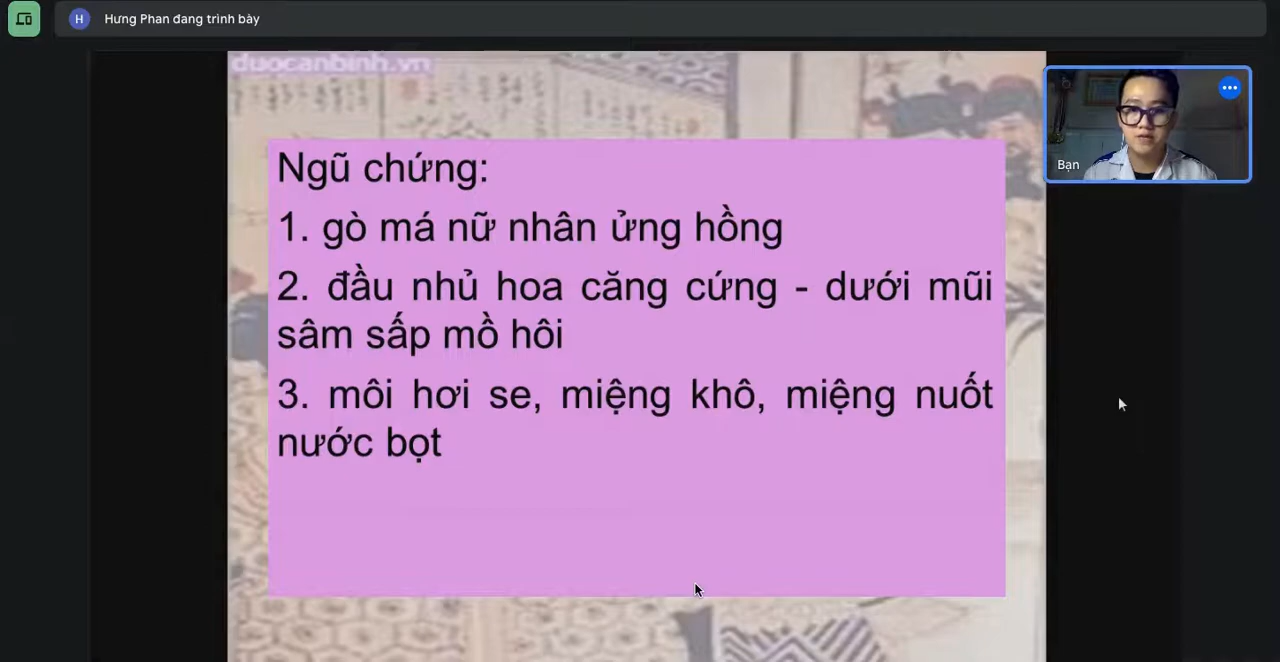 H Hưng Phan đang trình bày
duocanbinh.vn
Ngũ chứng:
1. gò má nữ nhân ửng hồng
2. đầu nhủ hoa căng cứng - dưới mũi
sâm sấp mồ hôi
3. môi hơi se, miệng khô, miệng nuốt
nước bọt
Bạn